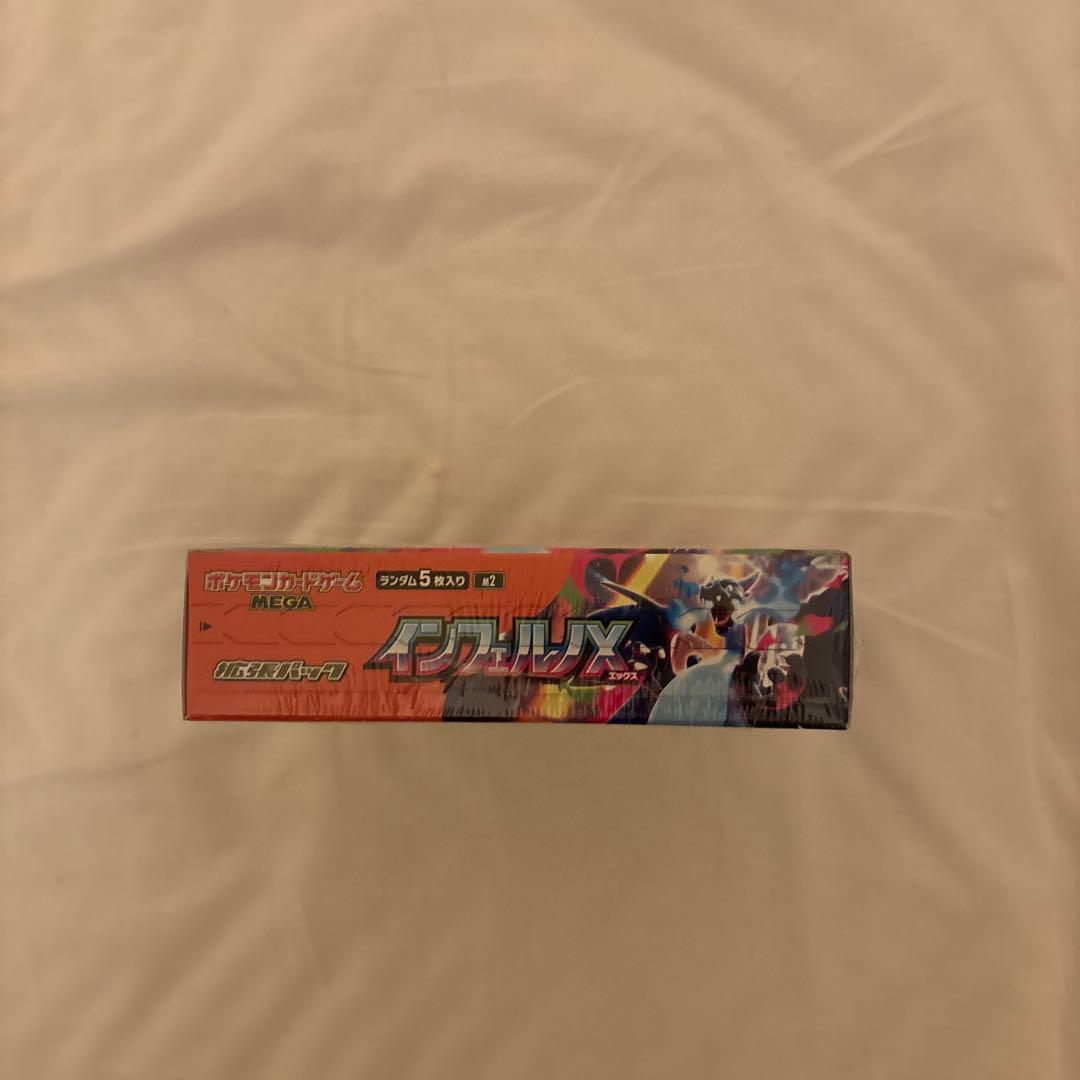 ポケモンカードゲーム
MEGA
ランダム5枚入り
M2
拡張パック
インフェルノX
エックス